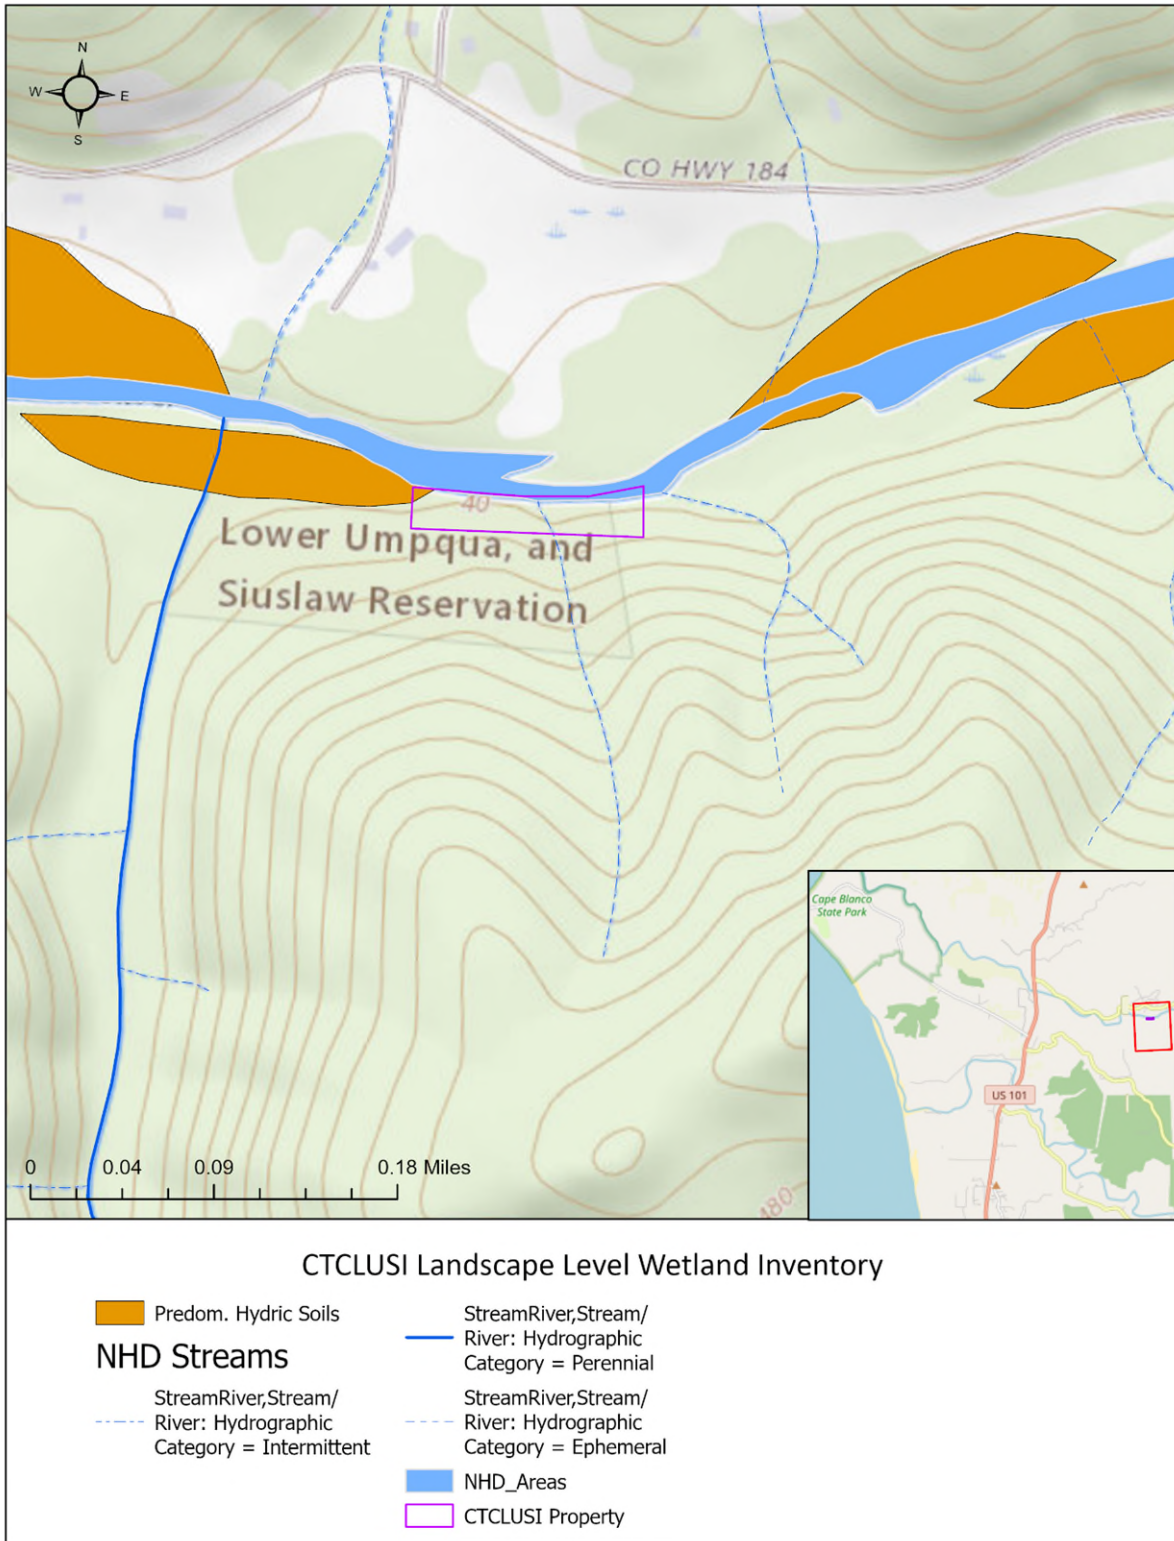 N
W E
S
CO HWY 184
40
Lower Umpqua, and
Siuslaw Reservation
Cape Blanco
State Park
US 101
0 0.04 0.09 0.18 Miles
480
CTCLUSI Landscape Level Wetland Inventory
Predom. Hydric Soils
NHD Streams
StreamRiver,Stream/
River: Hydrographic
Category = Intermittent
StreamRiver,Stream/
River: Hydrographic
Category = Perennial
StreamRiver,Stream/
River: Hydrographic
Category = Ephemeral
NHD_Areas
CTCLUSI Property